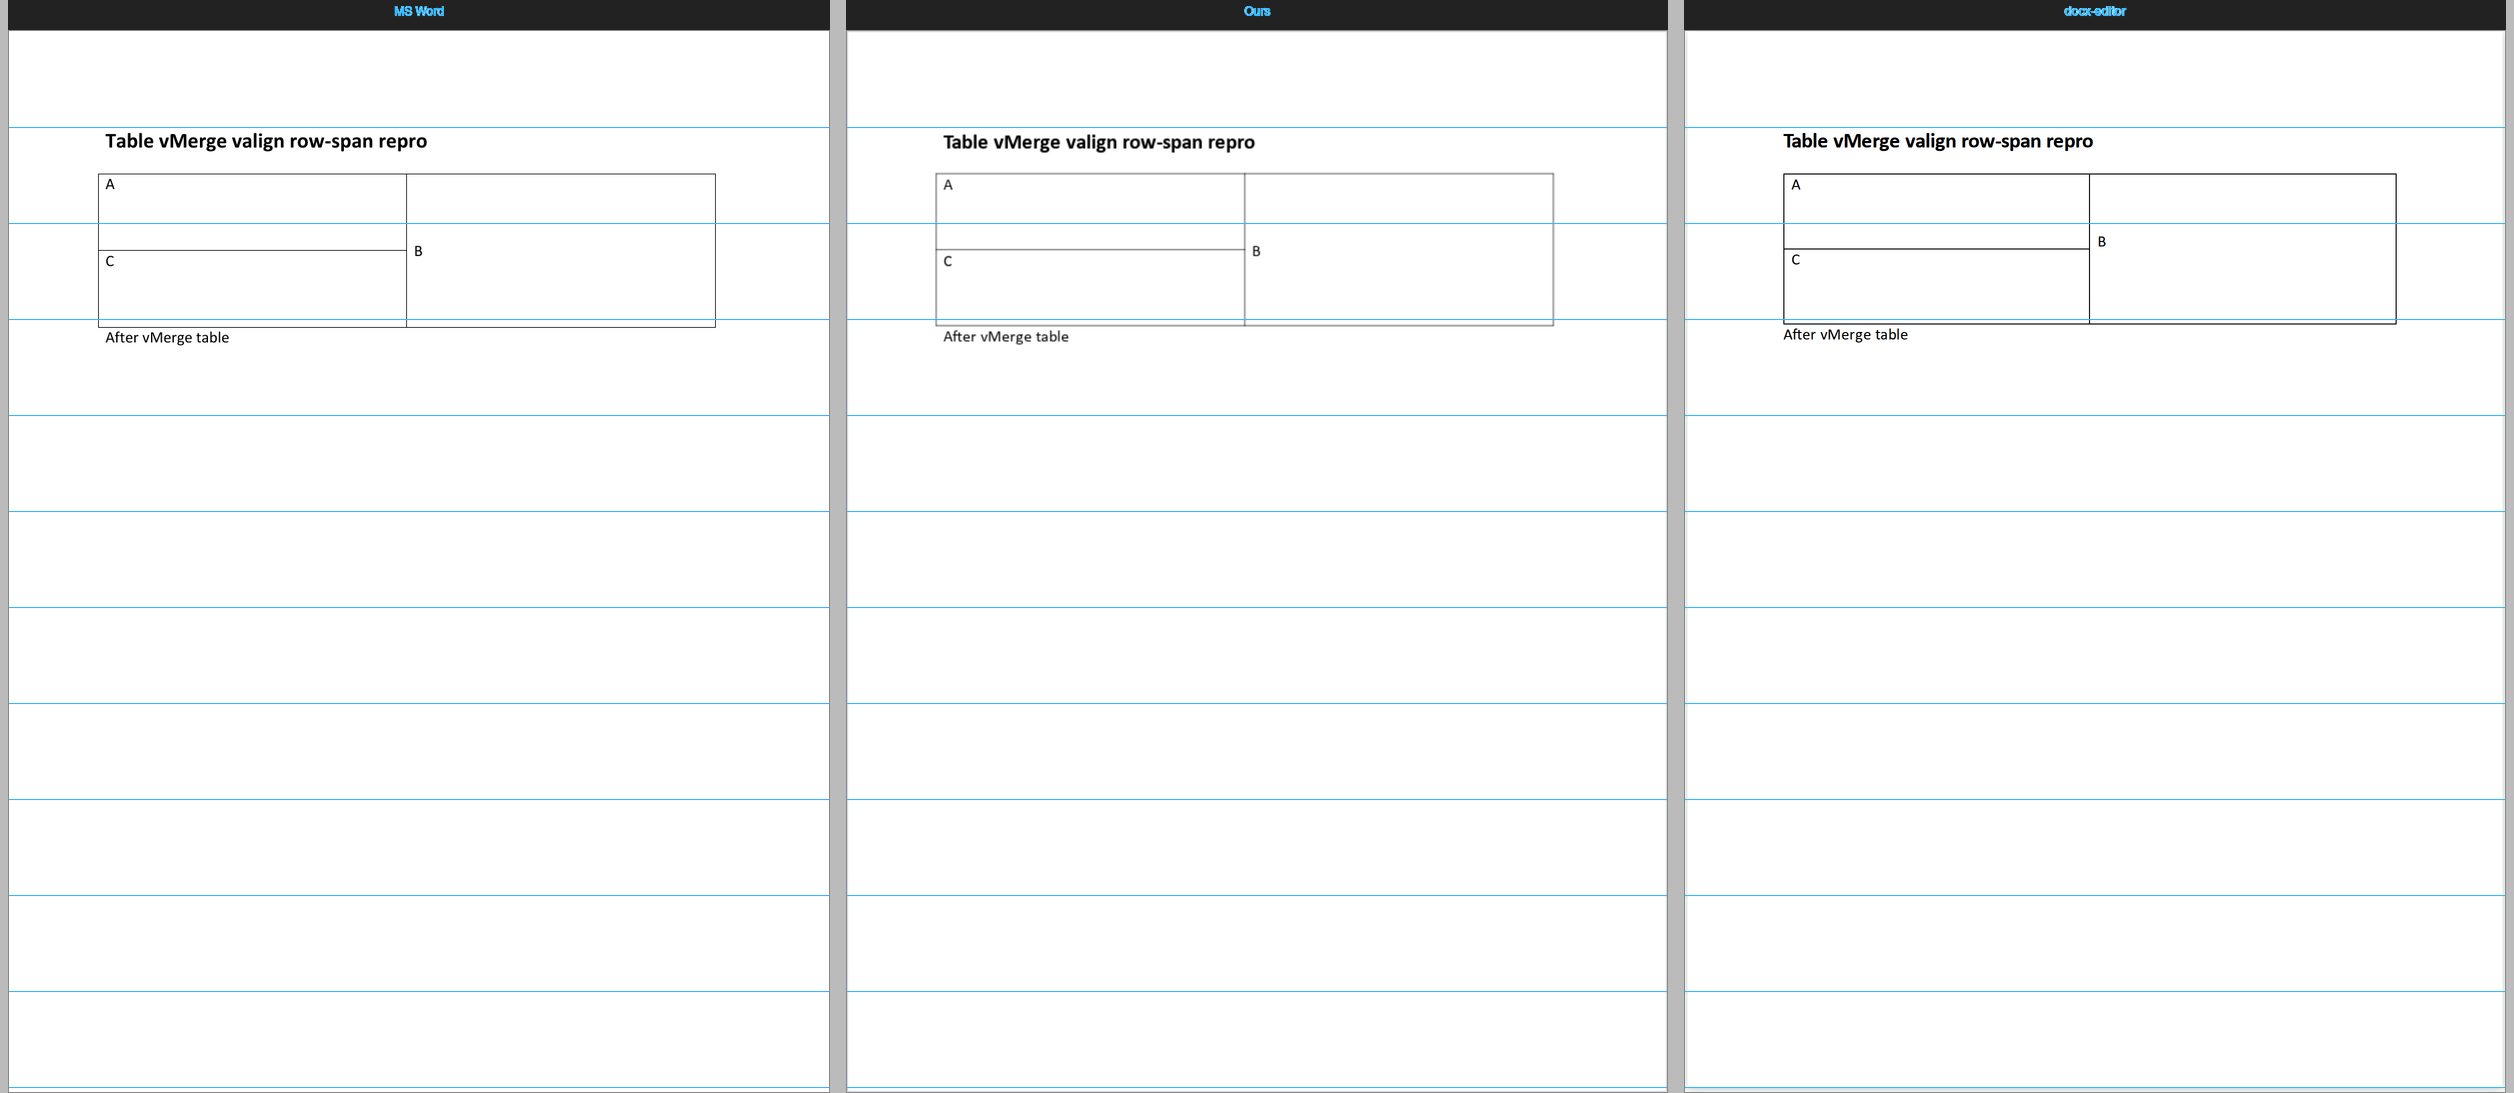 MS Word
Table vMerge valign row-span repro
A
B
C
After vMerge table
Ours
Table vMerge valign row-span repro
A
B
C
After vMerge table
docx-editor
Table vMerge valign row-span repro
A
B
C
After vMerge table